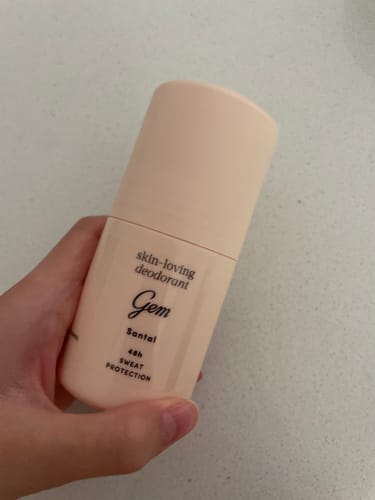 skin-loving
deodorant
Gem
Santal
48h
SWEAT
PROTECTION